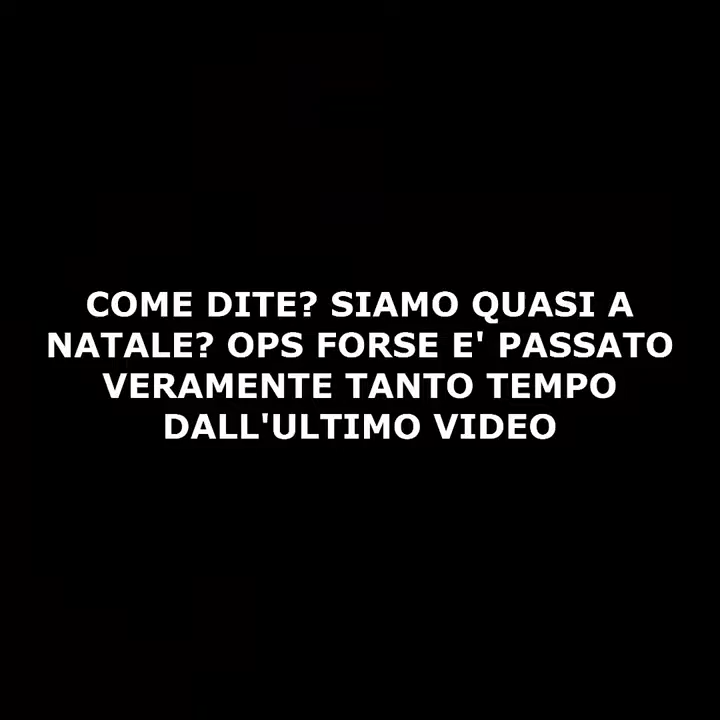 COME DITE? SIAMO QUASI A
NATALE? OPS FORSE E' PASSATO
VERAMENTE TANTO TEMPO
DALL'ULTIMO VIDEO